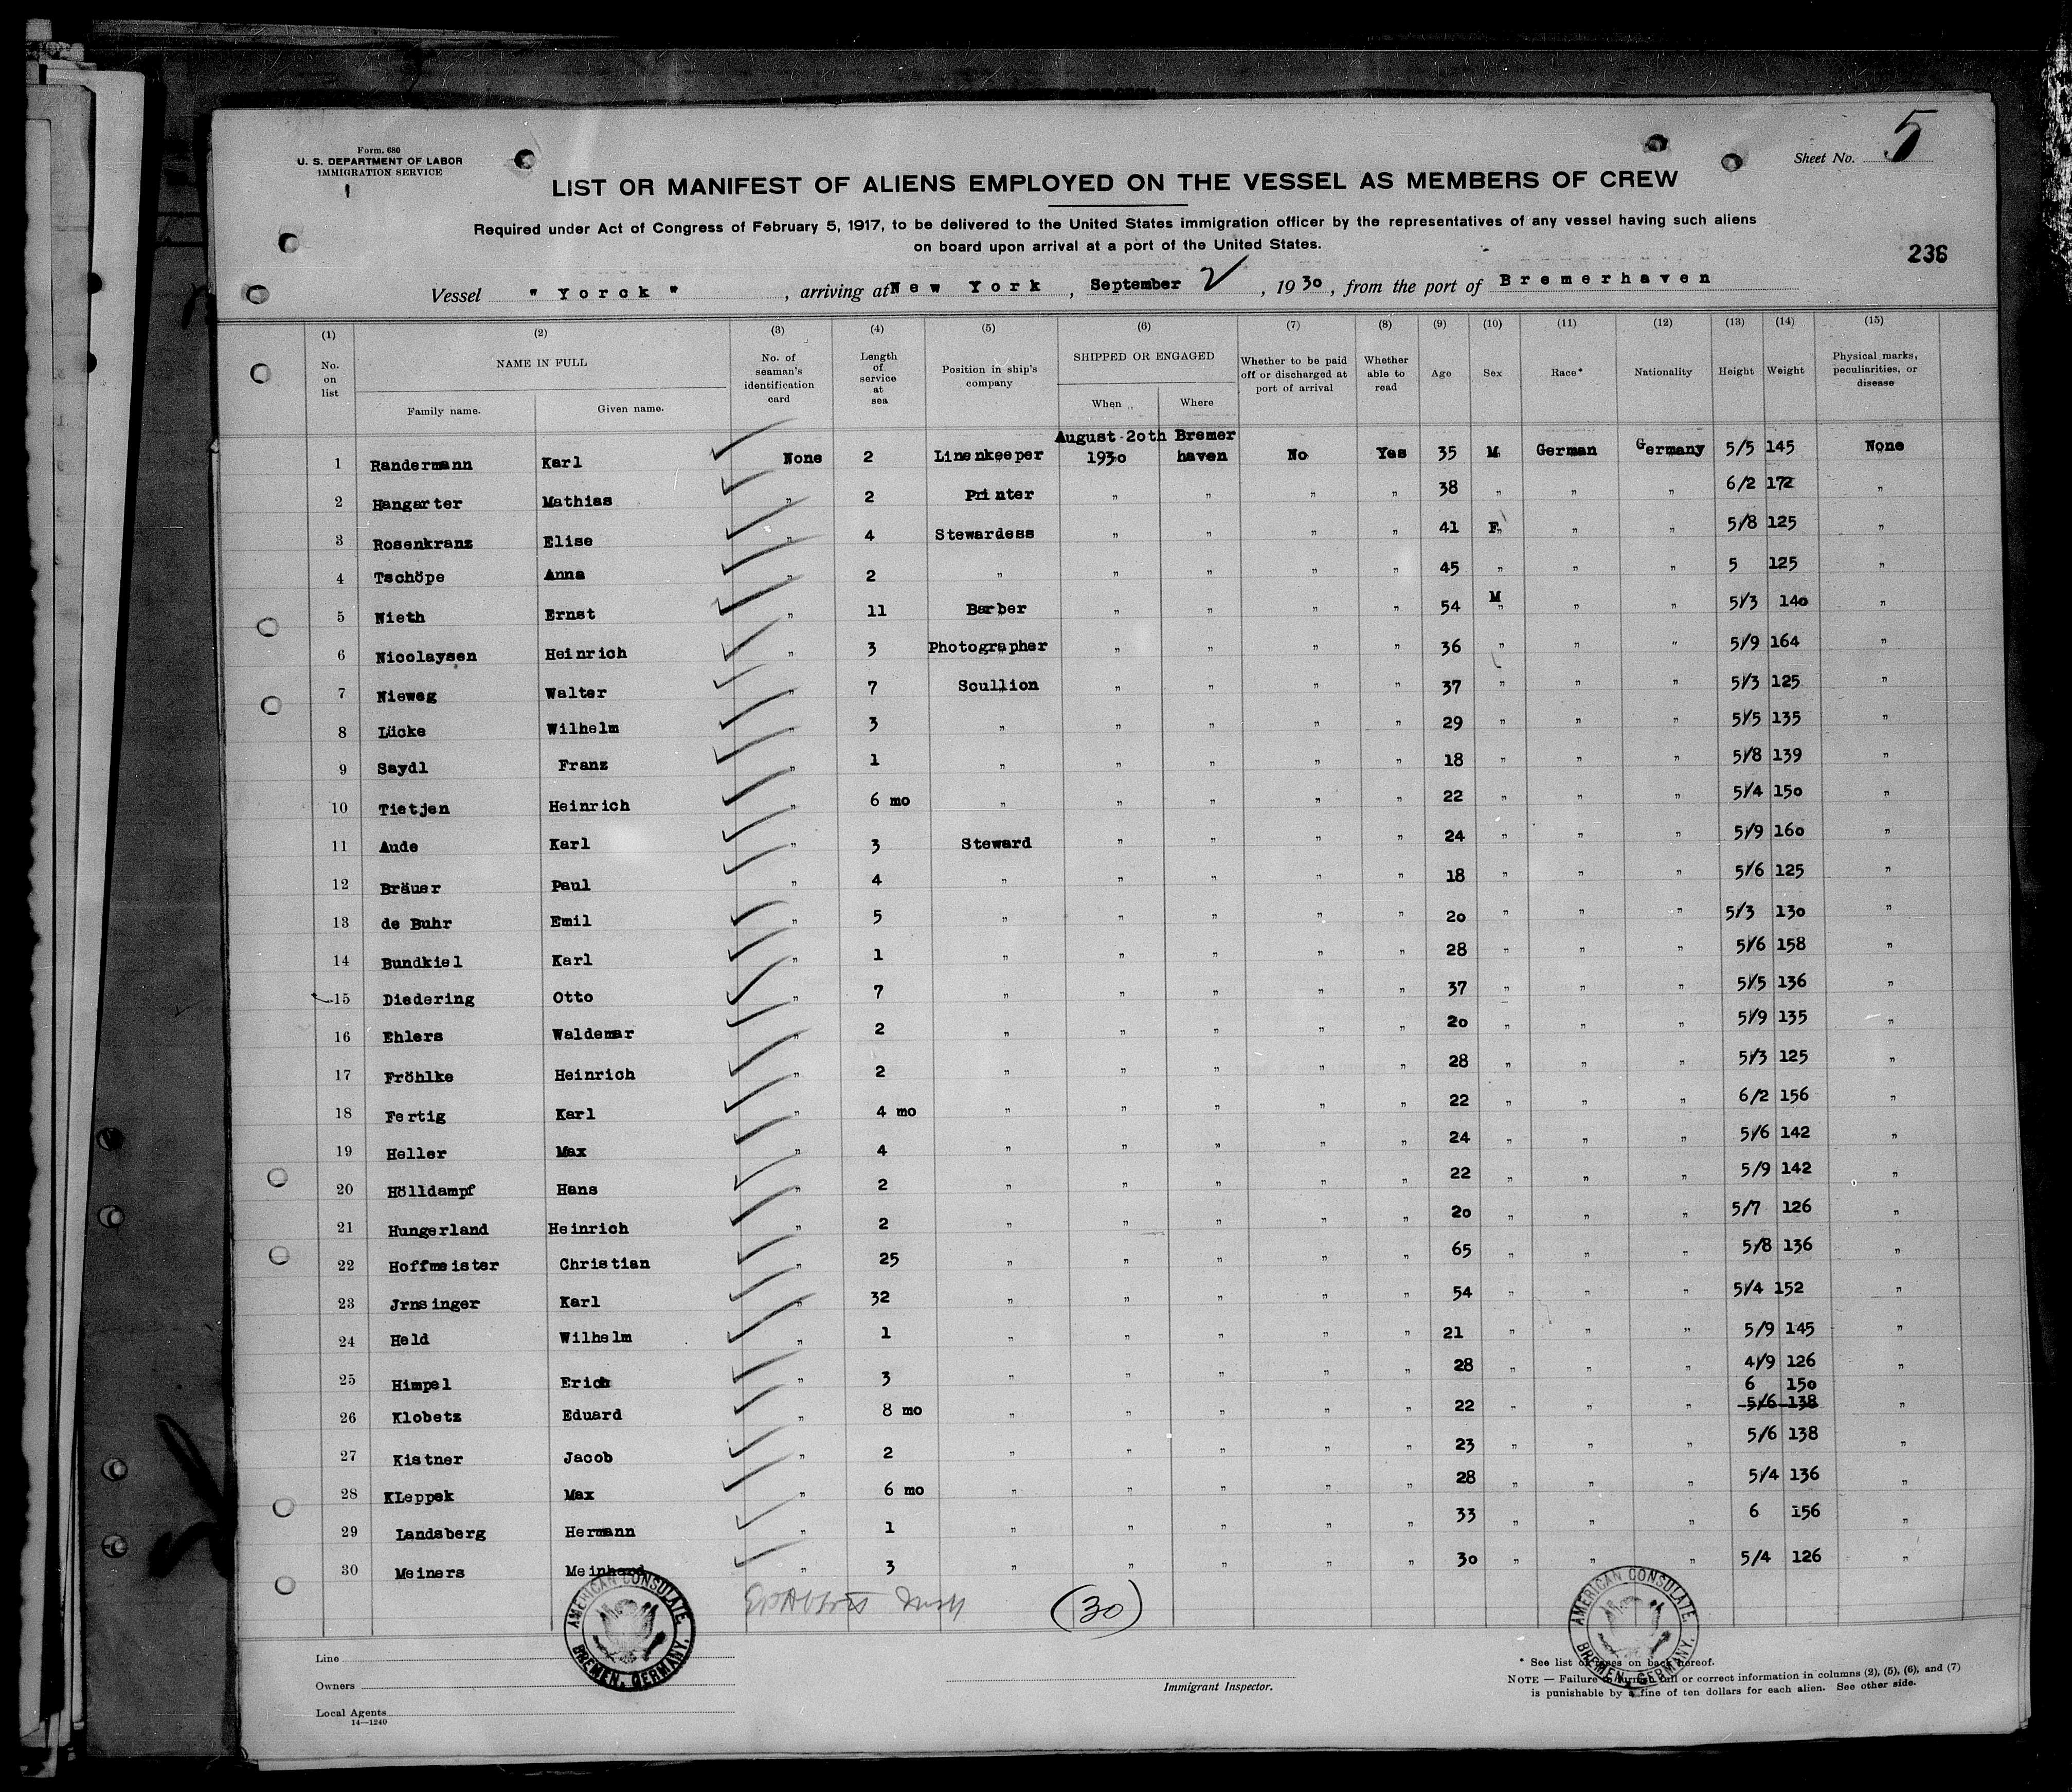 Form. 680
U. S. DEPARTMENT OF LABOR
IMMIGRATION SERVICE
Sheet No. 5
LIST OR MANIFEST OF ALIENS EMPLOYED ON THE VESSEL AS MEMBERS OF CREW
Required under Act of Congress of February 5, 1917, to be delivered to the United States immigration officer by the representatives of any vessel having such aliens
on board upon arrival at a port of the United States.
236
Vessel "Yorck", arriving at New York, September 2, 1930, from the port of Bremerhaven
(1) (2) (3) (4) (5) (6) (7) (8) (9) (10) (11) (12) (13) (14) (15)
No. on list NAME IN FULL Family name. Given name. No. of seaman's identification card Length of service at sea Position in ship's company SHIPPED OR ENGAGED When Where Whether to be paid off or discharged at port of arrival Whether able to read Age Sex Race* Nationality Height Weight Physical marks, peculiarities, or disease
1 Randermann Karl None 2 Linenkeeper August 20th 1930 Bremer haven No Yes 35 M German Germany 5/5 145 None
2 Hangarter Mathias " 2 Printer " " " " 38 " " " 6/2 172 "
3 Rosenkranz Elise " 4 Stewardess " " " " 41 F " " 5/8 125 "
4 Tschöpe Anna " 2 " " " " " 45 " " " 5 125 "
5 Nieth Ernst " 11 Barber " " " " 54 M " " 5/3 140 "
6 Nicolaysen Heinrich " 3 Photographer " " " " 36 " " " 5/9 164 "
7 Nieweg Walter " 7 Scullion " " " " 37 " " " 5/3 125 "
8 Lücke Wilhelm " 3 " " " " " 29 " " " 5/5 135 "
9 Saydl Franz " 1 " " " " " 18 " " " 5/8 139 "
10 Tietjen Heinrich " 6 mo " " " " " 22 " " " 5/4 150 "
11 Aude Karl " 3 Steward " " " " 24 " " " 5/9 160 "
12 Bräuer Paul " 4 " " " " " 18 " " " 5/6 125 "
13 de Buhr Emil " 5 " " " " " 20 " " " 5/3 130 "
14 Bundkiel Karl " 1 " " " " " 28 " " " 5/6 158 "
15 Diedering Otto " 7 " " " " " 37 " " " 5/5 136 "
16 Ehlers Waldemar " 2 " " " " " 20 " " " 5/9 135 "
17 Fröhlke Heinrich " 2 " " " " " 28 " " " 5/3 125 "
18 Fertig Karl " 4 mo " " " " " 22 " " " 6/2 156 "
19 Heller Max " 4 " " " " " 24 " " " 5/6 142 "
20 Hölldampf Hans " 2 " " " " " 22 " " " 5/9 142 "
21 Hungerland Heinrich " 2 " " " " " 20 " " " 5/7 126 "
22 Hoffmeister Christian " 25 " " " " " 65 " " " 5/8 136 "
23 Jrnsinger Karl " 32 " " " " " 54 " " " 5/4 152 "
24 Held Wilhelm " 1 " " " " " 21 " " " 5/9 145 "
25 Himpel Erich " 3 " " " " " 28 " " " 4/9 126 "
6 150
26 Klobetz Eduard " 8 mo " " " " " 22 " " " 5/6 138 "
27 Kistner Jacob " 2 " " " " " 23 " " " 5/6 138 "
28 KLeppek Max " 6 mo " " " " " 28 " " " 5/4 136 "
29 Landsberg Hermann " 1 " " " " " 33 " " " 6 156 "
30 Meiners Meinhard " 3 " " " " " 30 " " " 5/4 126 "
(30)
AMERICAN CONSULATE, BREMEN, GERMANY.
AMERICAN CONSULATE, BREMEN, GERMANY.
Line
Owners
Local Agents
14—1240
Immigrant Inspector.
* See list of races on back hereof.
NOTE — Failure to furnish full or correct information in columns (2), (5), (6), and (7)
is punishable by a fine of ten dollars for each alien. See other side.